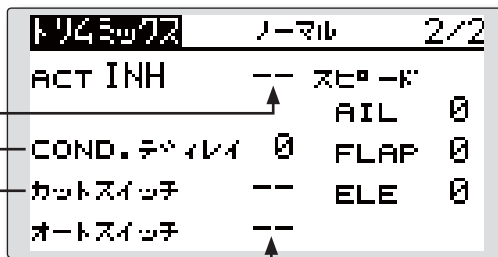 トリムミックス ノーマル 2/2
ACT INH -- スピード
AIL 0
COND. ディレイ 0 FLAP 0
カットスイッチ -- ELE 0
オートスイッチ --